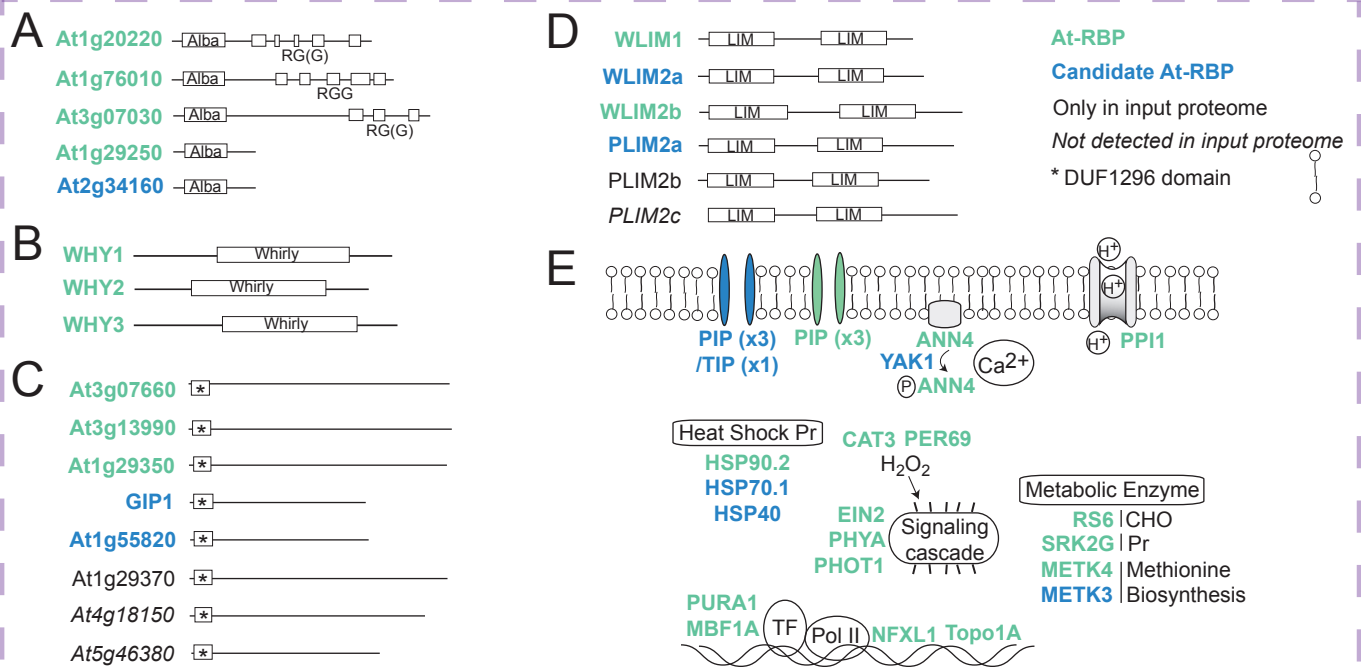 A
At1g20220
Alba
RG(G)
At1g76010
Alba
RGG
At3g07030
Alba
RG(G)
At1g29250
Alba
At2g34160
Alba
B
WHY1
Whirly
WHY2
Whirly
WHY3
Whirly
C
At3g07660
*
At3g13990
*
At1g29350
*
GIP1
*
At1g55820
*
At1g29370
*
At4g18150
*
At5g46380
*
D
WLIM1
LIM
LIM
WLIM2a
LIM
LIM
WLIM2b
LIM
LIM
PLIM2a
LIM
LIM
PLIM2b
LIM
LIM
PLIM2c
LIM
LIM
At-RBP
Candidate At-RBP
Only in input proteome
Not detected in input proteome
* DUF1296 domain
E
H+
H+
H+
PIP (x3)
/TIP (x1)
PIP (x3)
ANN4
YAK1
Ca2+
P
ANN4
PPI1
Heat Shock Pr
HSP90.2
HSP70.1
HSP40
CAT3 PER69
H2O2
EIN2
PHYA
PHOT1
Signaling
cascade
Metabolic Enzyme
RS6 CHO
SRK2G Pr
METK4 Methionine
METK3 Biosynthesis
PURA1
MBF1A
TF
Pol II
NFXL1 Topo1A